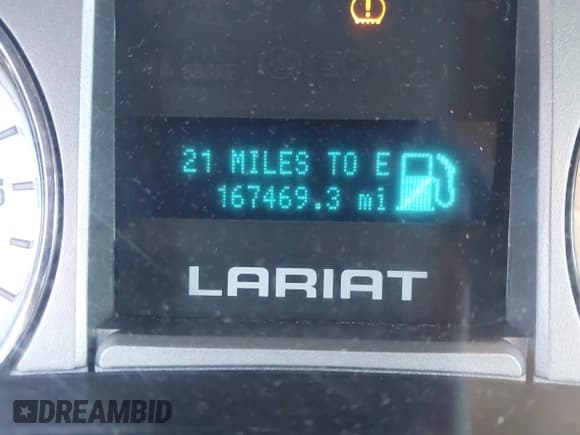 21 MILES TO E
167469.3 mi
LARIAT
DREAMBID